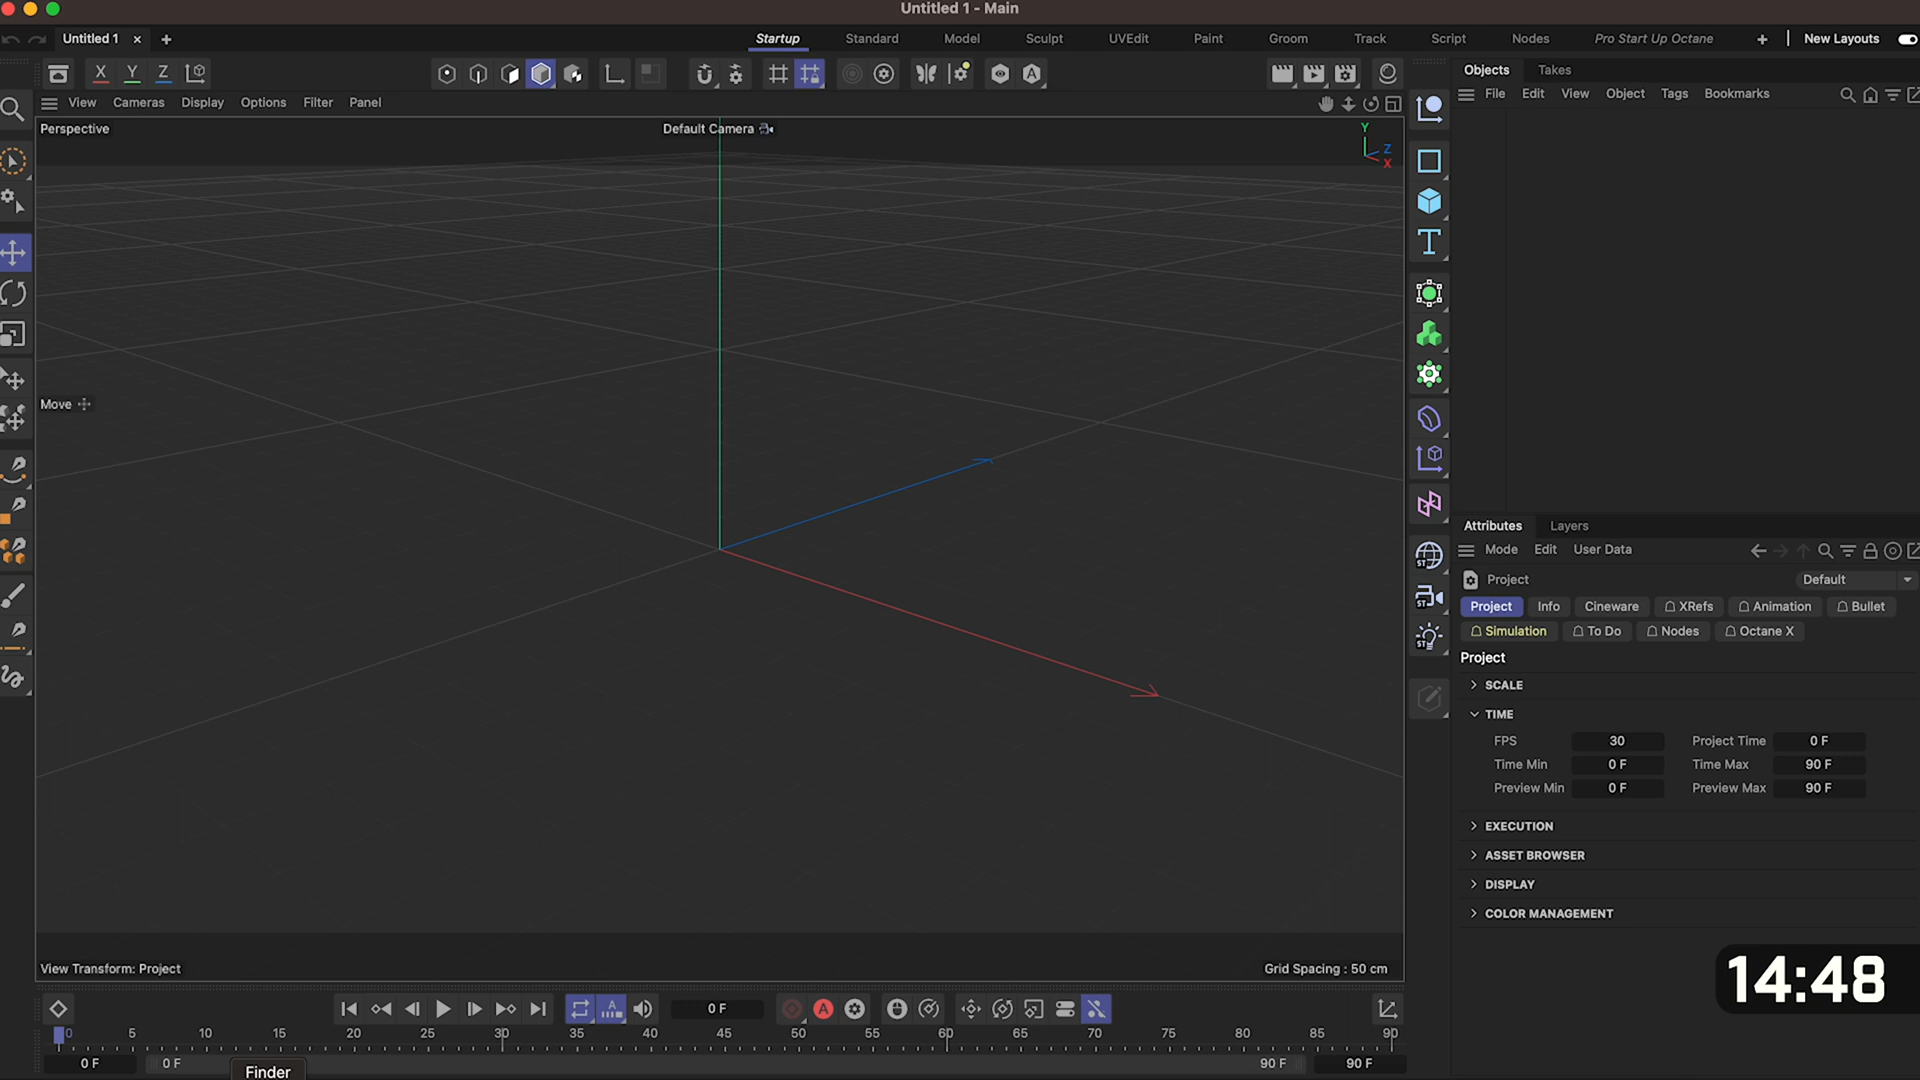 Untitled 1 - Main
Untitled 1
Startup
Standard
Model
Sculpt
UVEdit
Paint
Groom
Track
Script
Nodes
Pro Start Up Octane
New Layouts
X Y Z
View Cameras Display Options Filter Panel
Perspective
Default Camera
Y
Z
X
Move
View Transform: Project
Grid Spacing : 50 cm
Objects Takes
File Edit View Object Tags Bookmarks
ST
ST
ST
Attributes Layers
Mode Edit User Data
Project
Default
Project Info Cineware XRefs Animation Bullet
Simulation To Do Nodes Octane X
Project
SCALE
TIME
FPS 30 Project Time 0 F
Time Min 0 F Time Max 90 F
Preview Min 0 F Preview Max 90 F
EXECUTION
ASSET BROWSER
DISPLAY
COLOR MANAGEMENT
14:48
0 F
0 5 10 15 20 25 30 35 40 45 50 55 60 65 70 75 80 85 90
0 F 0 F 90 F 90 F
Finder